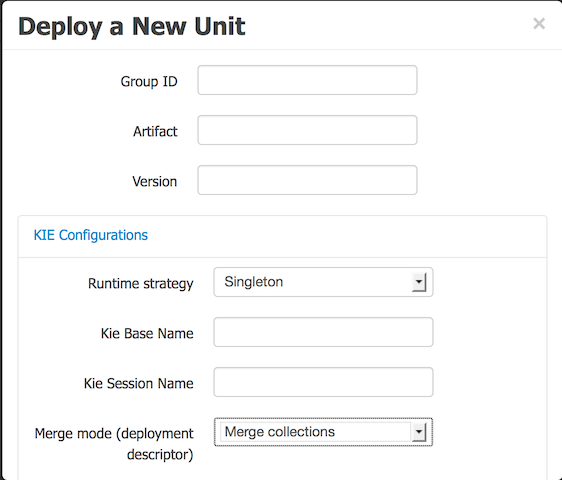 Deploy a New Unit ×
Group ID
Artifact
Version
KIE Configurations
Runtime strategy Singleton
Kie Base Name
Kie Session Name
Merge mode (deployment Merge collections
descriptor)